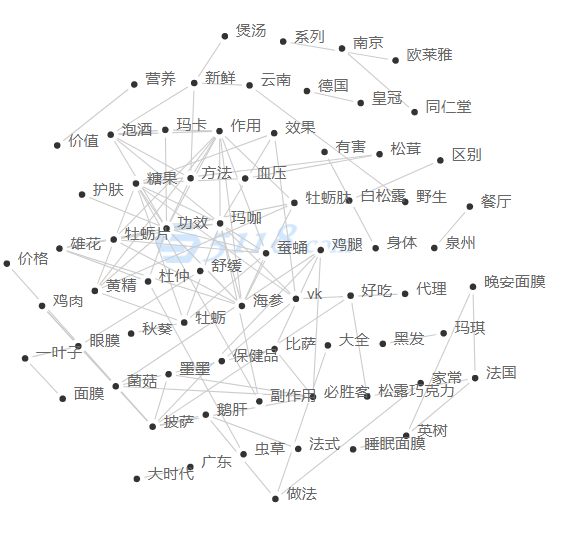 煲汤
系列
南京
欧莱雅
营养
新鲜
云南
德国
皇冠
同仁堂
价值
泡酒
玛卡
作用
效果
有害
松茸
区别
护肤
糖果
方法
血压
牡蛎肽
白松露
野生
餐厅
雄花
牡蛎片
功效
玛咖
蚕蛹
鸡腿
身体
泉州
价格
黄精
杜仲
舒缓
海参
vk
好吃
代理
晚安面膜
鸡肉
秋葵
牡蛎
一叶子
眼膜
保健品
比萨
大全
黑发
玛琪
面膜
菌菇
墨墨
副作用
必胜客
松露巧克力
家常
法国
披萨
鹅肝
虫草
法式
睡眠面膜
英树
大时代
广东
做法